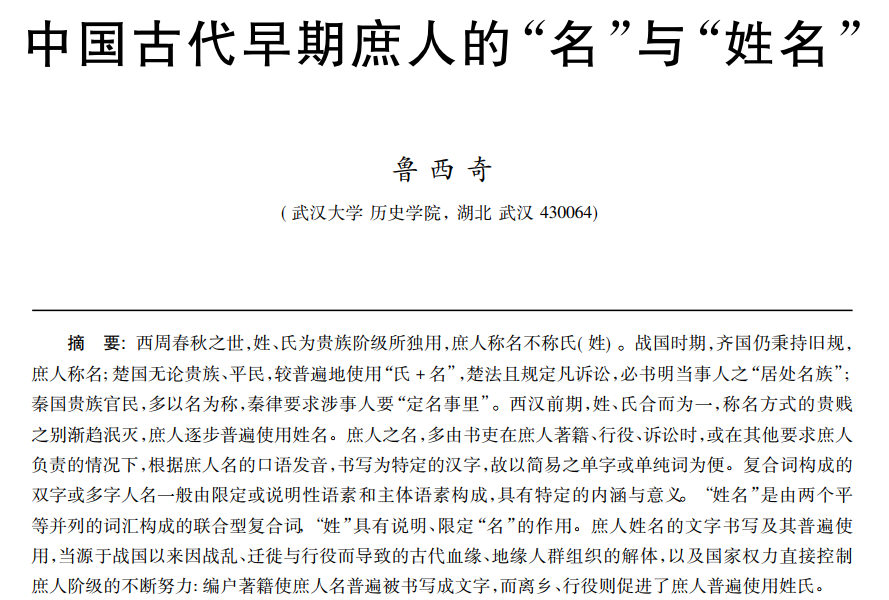 中国古代早期庶人的“名”与“姓名”
鲁西奇
( 武汉大学 历史学院, 湖北 武汉 430064)
摘 要: 西周春秋之世,姓、氏为贵族阶级所独用,庶人称名不称氏( 姓) 。战国时期,齐国仍秉持旧规,
庶人称名; 楚国无论贵族、平民,较普遍地使用“氏 + 名”,楚法且规定凡诉讼,必书明当事人之“居处名族”;
秦国贵族官民,多以名为称,秦律要求涉事人要“定名事里”。西汉前期,姓、氏合而为一,称名方式的贵贱
之别渐趋泯灭,庶人逐步普遍使用姓名。庶人之名,多由书吏在庶人著籍、行役、诉讼时,或在其他要求庶人
负责的情况下,根据庶人名的口语发音,书写为特定的汉字,故以简易之单字或单纯词为便。复合词构成的
双字或多字人名一般由限定或说明性语素和主体语素构成,具有特定的内涵与意义。“姓名”是由两个平
等并列的词汇构成的联合型复合词,“姓”具有说明、限定“名”的作用。庶人姓名的文字书写及其普遍使
用,当源于战国以来因战乱、迁徙与行役而导致的古代血缘、地缘人群组织的解体,以及国家权力直接控制
庶人阶级的不断努力: 编户著籍使庶人名普遍被书写成文字,而离乡、行役则促进了庶人普遍使用姓氏。